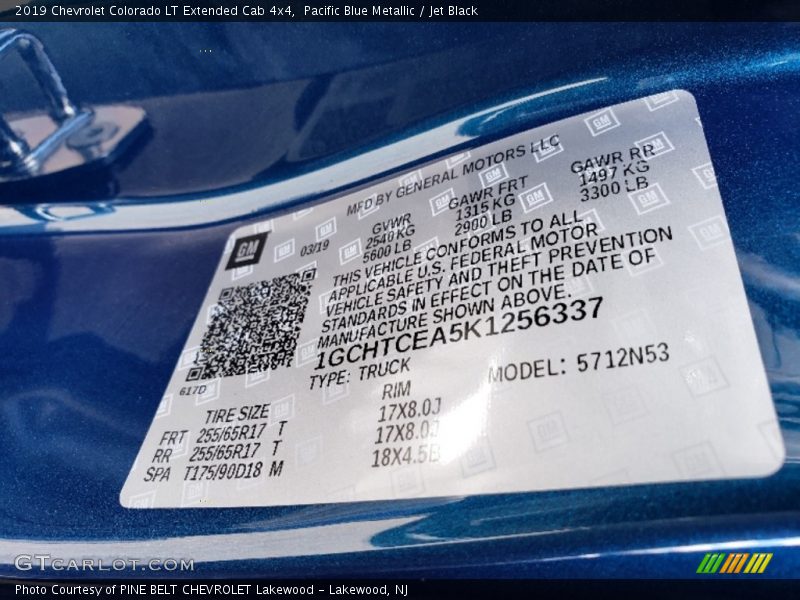 2019 Chevrolet Colorado LT Extended Cab 4x4,  Pacific Blue Metallic / Jet Black
MFD BY GENERAL MOTORS LLC
GM
03/19
GVWR GAWR FRT GAWR RR
2540 KG 1315 KG 1497 KG
5600 LB 2900 LB 3300 LB
THIS VEHICLE CONFORMS TO ALL
APPLICABLE U.S. FEDERAL MOTOR
VEHICLE SAFETY AND THEFT PREVENTION
STANDARDS IN EFFECT ON THE DATE OF
MANUFACTURE SHOWN ABOVE.
1GCHTCEA5K1256337
617D
TYPE: TRUCK MODEL: 5712N53
TIRE SIZE RIM
FRT 255/65R17 T 17X8.0J
RR 255/65R17 T 17X8.0J
SPA T175/90D18 M 18X4.5B
GTCARLOT.COM
Photo Courtesy of PINE BELT CHEVROLET Lakewood - Lakewood, NJ